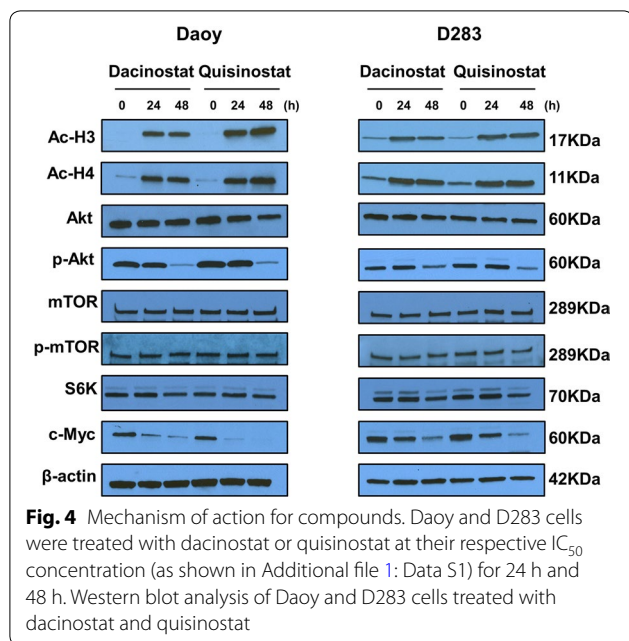 Daoy D283
Dacinostat Quisinostat Dacinostat Quisinostat
0 24 48 0 24 48 (h) 0 24 48 0 24 48 (h)
Ac-H3 17KDa
Ac-H4 11KDa
Akt 60KDa
p-Akt 60KDa
mTOR 289KDa
p-mTOR 289KDa
S6K 70KDa
c-Myc 60KDa
β-actin 42KDa
Fig. 4 Mechanism of action for compounds. Daoy and D283 cells
were treated with dacinostat or quisinostat at their respective IC50
concentration (as shown in Additional file 1: Data S1) for 24 h and
48 h. Western blot analysis of Daoy and D283 cells treated with
dacinostat and quisinostat